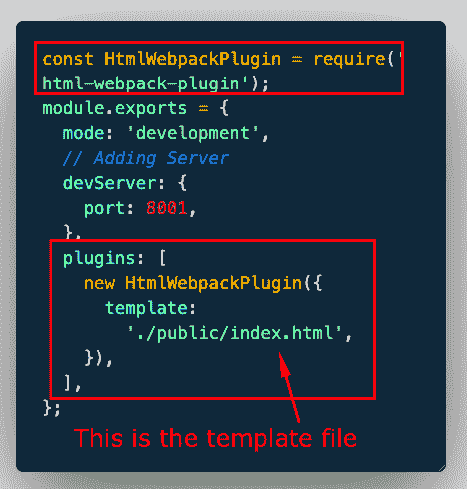 const HtmlWebpackPlugin = require('
html-webpack-plugin');
module.exports = {
  mode: 'development',
  // Adding Server
  devServer: {
    port: 8001,
  },
  plugins: [
    new HtmlWebpackPlugin({
      template:
        './public/index.html',
    }),
  ],
};
This is the template file